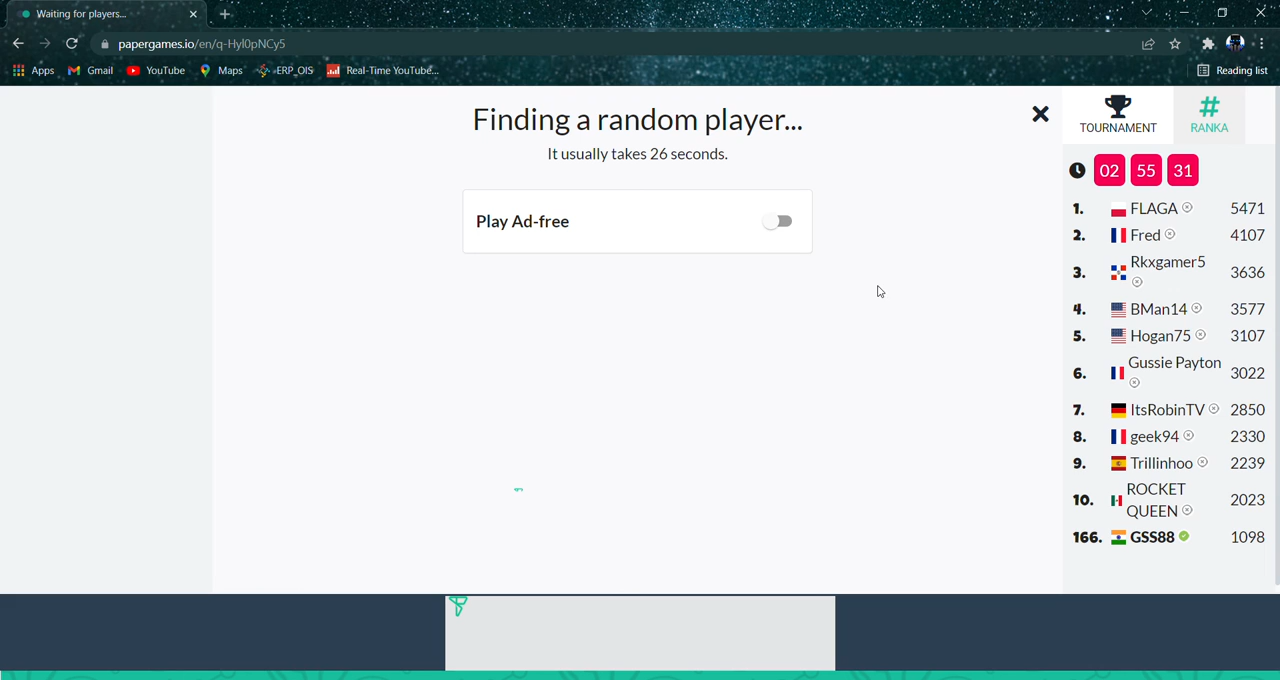 Waiting for players...
papergames.io/en/q-Hyl0pNCy5
Apps Gmail YouTube Maps ERP_OIS Real-Time YouTube... Reading list
Finding a random player...
It usually takes 26 seconds.
Play Ad-free
TOURNAMENT
RANKA
02 55 31
1. FLAGA 5471
2. Fred 4107
3. Rkxgamer5 3636
4. BMan14 3577
5. Hogan75 3107
6. Gussie Payton 3022
7. ItsRobinTV 2850
8. geek94 2330
9. Trillinhoo 2239
10. ROCKET QUEEN 2023
166. GSS88 1098